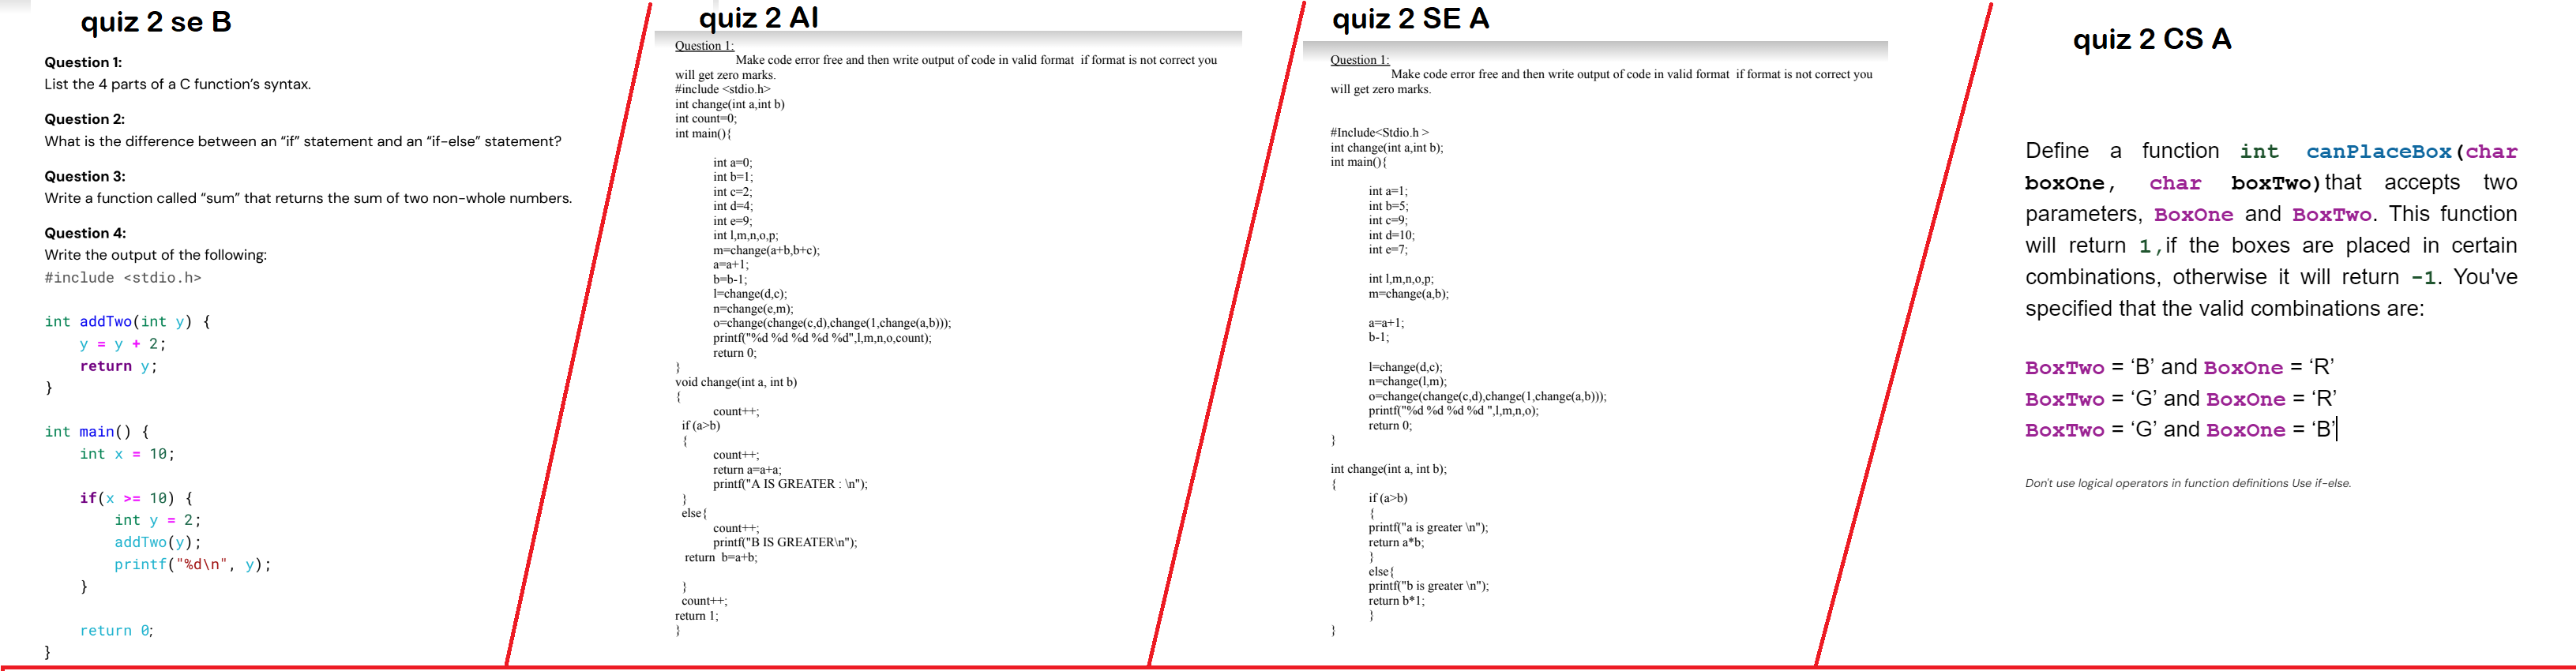 quiz 2 se B
Question 1:
List the 4 parts of a C function’s syntax.
Question 2:
What is the difference between an “if” statement and an “if-else” statement?
Question 3:
Write a function called “sum” that returns the sum of two non-whole numbers.
Question 4:
Write the output of the following:
#include <stdio.h>
int addTwo(int y) {
y = y + 2;
return y;
}
int main() {
int x = 10;
if(x >= 10) {
int y = 2;
addTwo(y);
printf("%d\n", y);
}
return 0;
}
quiz 2 AI
Question 1:
Make code error free and then write output of code in valid format if format is not correct you
will get zero marks.
#include <stdio.h>
int change(int a,int b)
int count=0;
int main(){
int a=0;
int b=1;
int c=2;
int d=4;
int e=9;
int l,m,n,o,p;
m=change(a+b,b+c);
a=a+1;
b=b-1;
l=change(d,c);
n=change(e,m);
o=change(change(c,d),change(1,change(a,b)));
printf("%d %d %d %d %d",l,m,n,o,count);
return 0;
}
void change(int a, int b)
{
count++;
if (a>b)
{
count++;
return a=a+a;
printf("A IS GREATER : \n");
}
else{
count++;
printf("B IS GREATER\n");
return b=a+b;
}
count++;
return 1;
}
quiz 2 SE A
Question 1:
Make code error free and then write output of code in valid format if format is not correct you
will get zero marks.
#Include<Stdio.h >
int change(int a,int b);
int main(){
int a=1;
int b=5;
int c=9;
int d=10;
int e=7;
int l,m,n,o,p;
m=change(a,b);
a=a+1;
b-1;
l=change(d,c);
n=change(l,m);
o=change(change(c,d),change(1,change(a,b)));
printf("%d %d %d %d ",l,m,n,o);
return 0;
}
int change(int a, int b);
{
if (a>b)
{
printf("a is greater \n");
return a*b;
}
else{
printf("b is greater \n");
return b*1;
}
}
quiz 2 CS A
Define a function int canPlaceBox(char
boxOne, char boxTwo)that accepts two
parameters, BoxOne and BoxTwo. This function
will return 1,if the boxes are placed in certain
combinations, otherwise it will return -1. You've
specified that the valid combinations are:
BoxTwo = ‘B’ and BoxOne = ‘R’
BoxTwo = ‘G’ and BoxOne = ‘R’
BoxTwo = ‘G’ and BoxOne = ‘B’
Don't use logical operators in function definitions Use if-else.